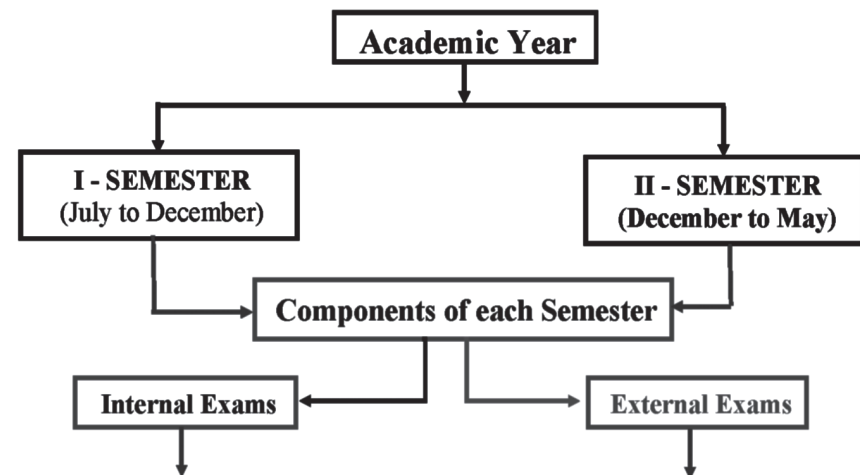 Academic Year
I - SEMESTER
(July to December)
II - SEMESTER
(December to May)
Components of each Semester
Internal Exams
External Exams